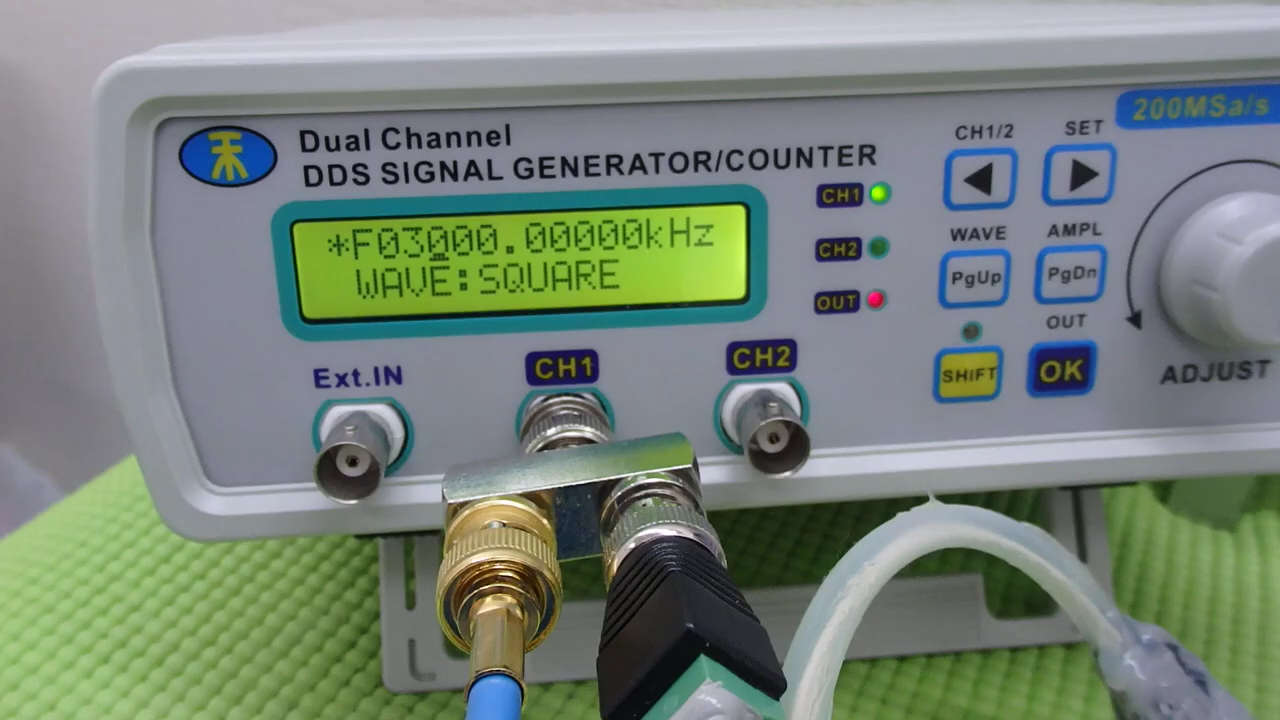 Dual Channel
DDS SIGNAL GENERATOR/COUNTER
200MSa/s
*F03000.00000kHz
WAVE:SQUARE
CH1
CH2
OUT
CH1/2
SET
WAVE
AMPL
PgUp
PgDn
OUT
SHIFT
OK
ADJUST
Ext.IN
CH1
CH2